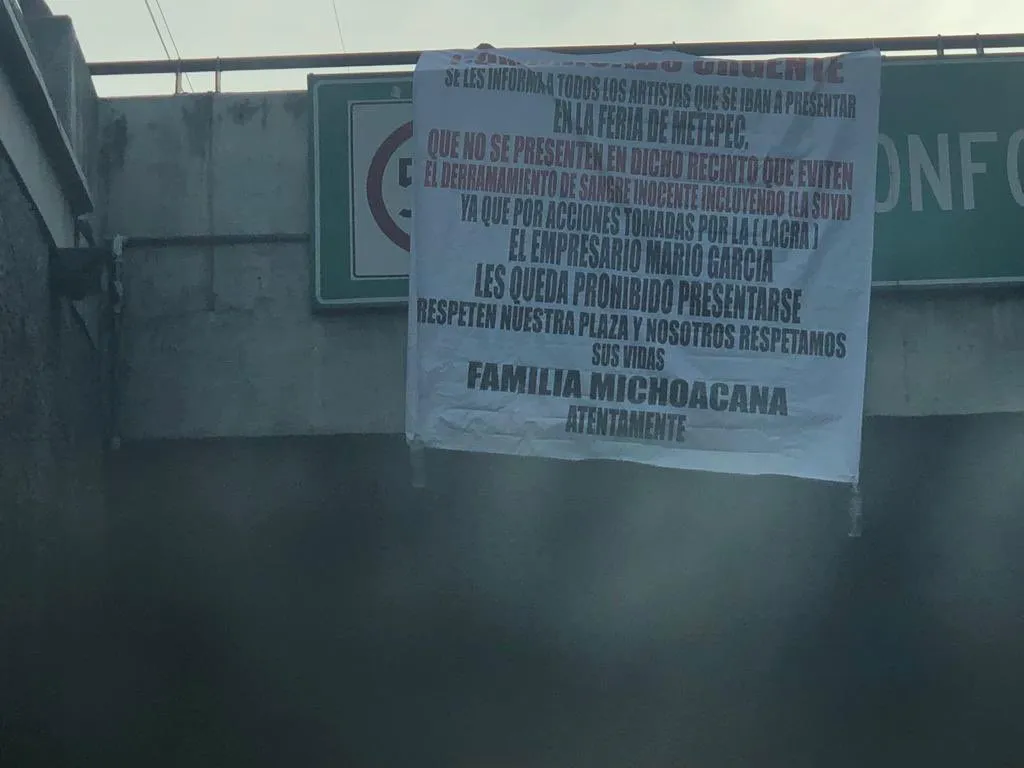 URGENTE
SE LES INFORMA A TODOS LOS ARTISTAS QUE SE IBAN A PRESENTAR
EN LA FERIA DE METEPEC.
QUE NO SE PRESENTEN EN DICHO RECINTO QUE EVITEN
EL DERRAMAMIENTO DE SANGRE INOCENTE INCLUYENDO (LA SUYA)
YA QUE POR ACCIONES TOMADAS POR LA ( LACRA )
EL EMPRESARIO MARIO GARCIA
LES QUEDA PROHIBIDO PRESENTARSE
RESPETEN NUESTRA PLAZA Y NOSOTROS RESPETAMOS
SUS VIDAS
FAMILIA MICHOACANA
ATENTAMENTE